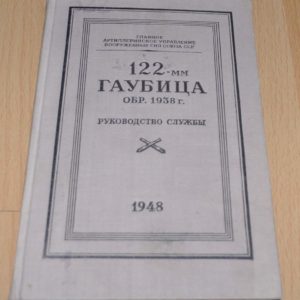 ГЛАВНОЕ
АРТИЛЛЕРИЙСКОЕ УПРАВЛЕНИЕ
ВООРУЖЕННЫХ СИЛ СОЮЗА ССР
122-мм
ГАУБИЦА
ОБР. 1938 г.
РУКОВОДСТВО СЛУЖБЫ
1948